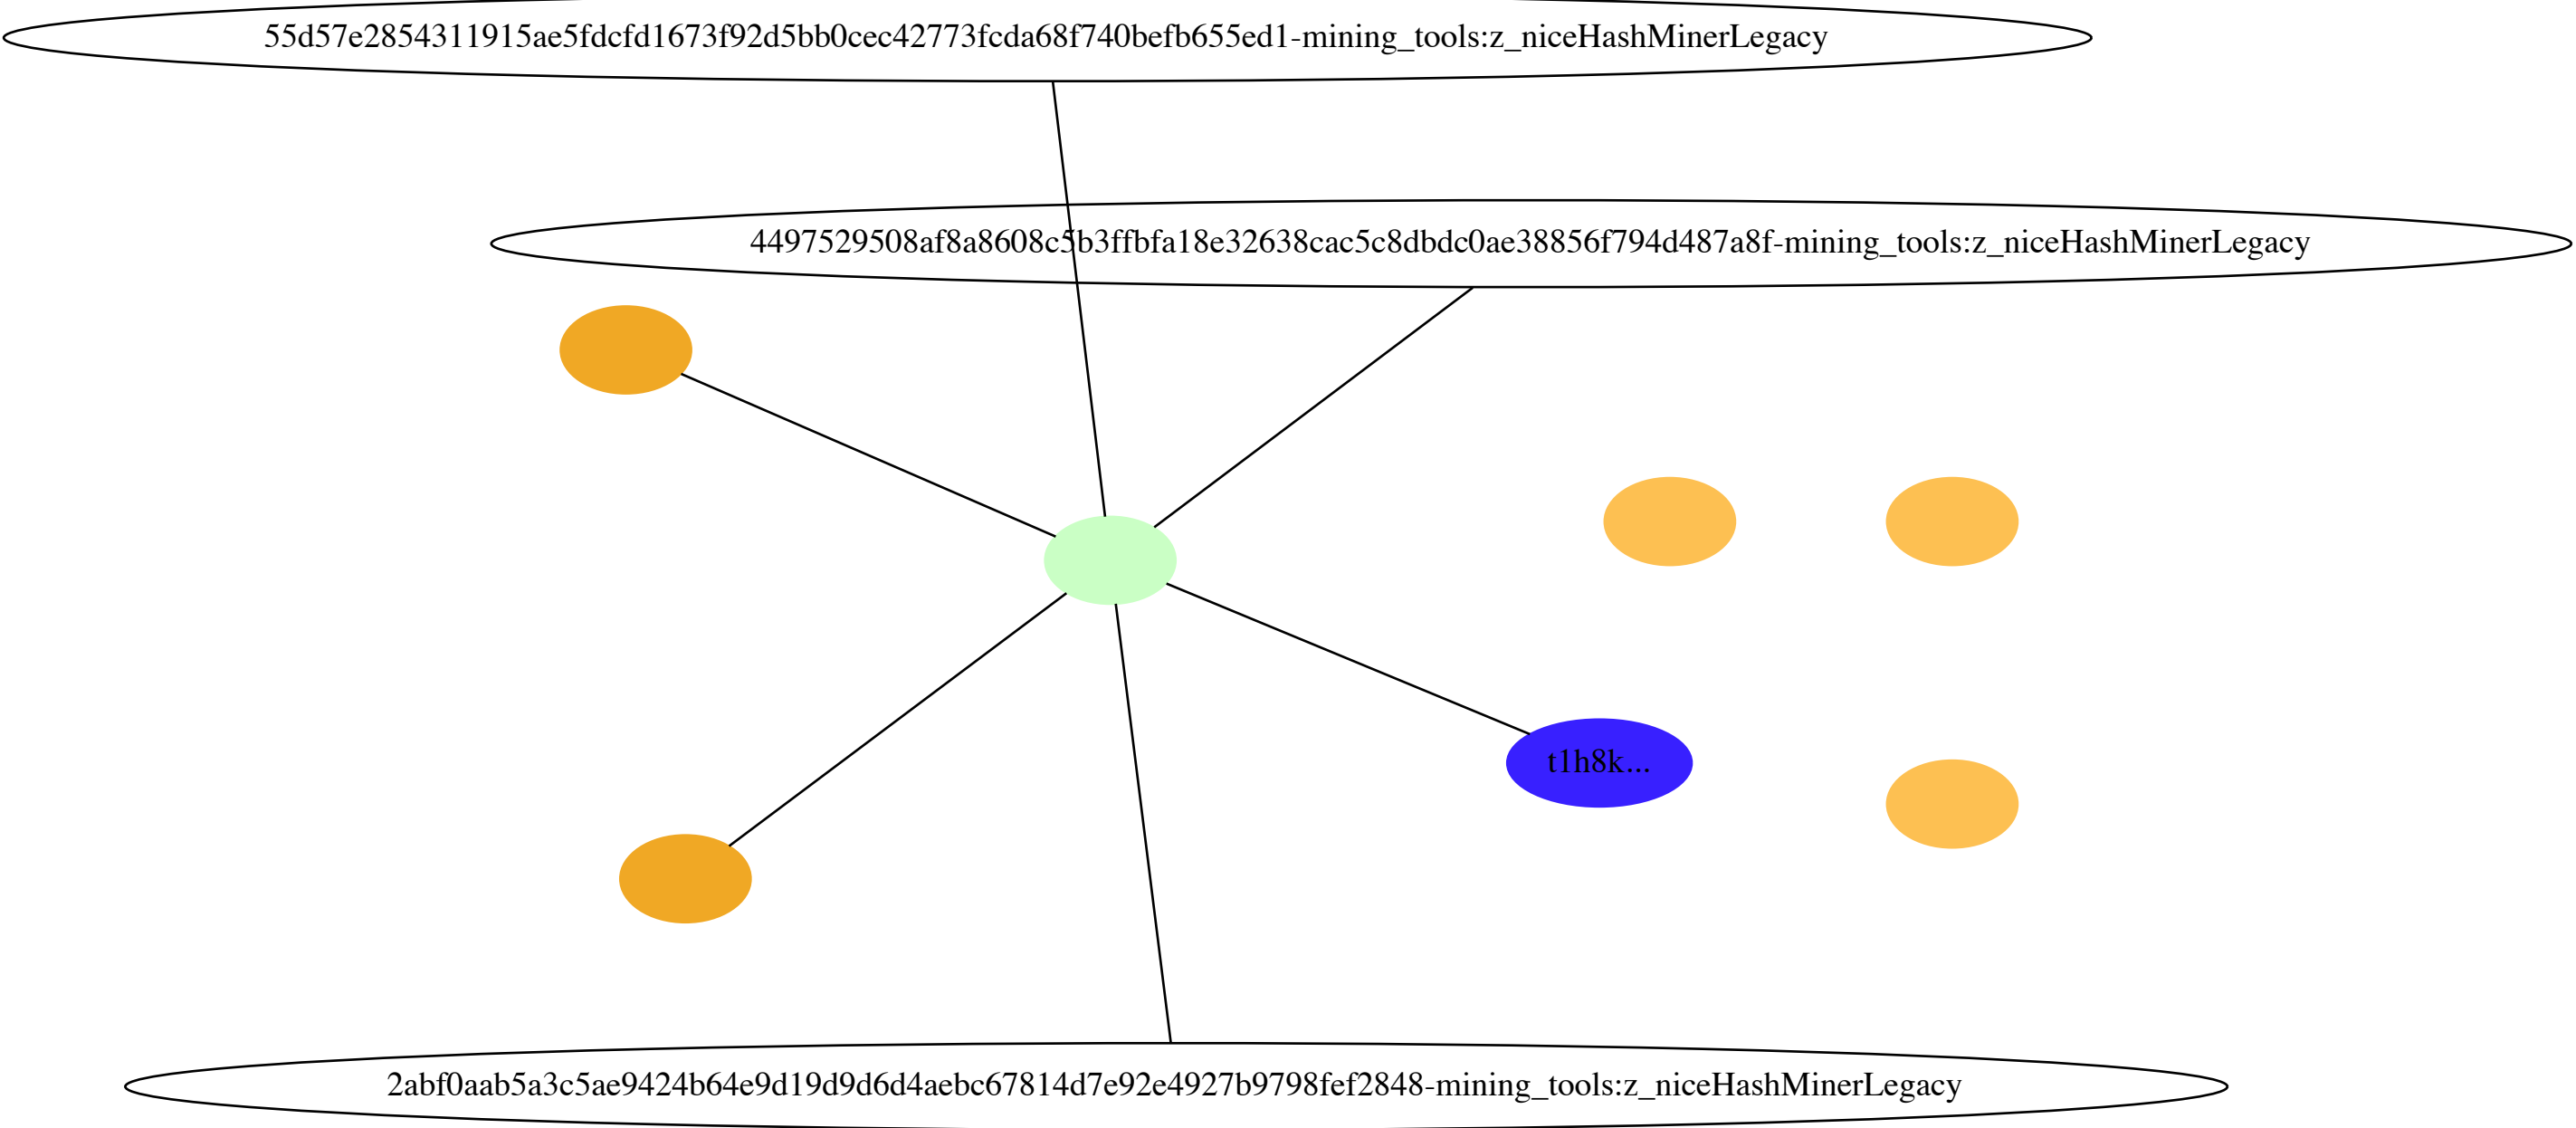 55d57e2854311915ae5fdcfd1673f92d5bb0cec42773fcda68f740befb655ed1-mining_tools:z_niceHashMinerLegacy
4497529508af8a8608c5b3ffbfa18e32638cac5c8dbdc0ae38856f794d487a8f-mining_tools:z_niceHashMinerLegacy
t1h8k...
2abf0aab5a3c5ae9424b64e9d19d9d6d4aebc67814d7e92e4927b9798fef2848-mining_tools:z_niceHashMinerLegacy